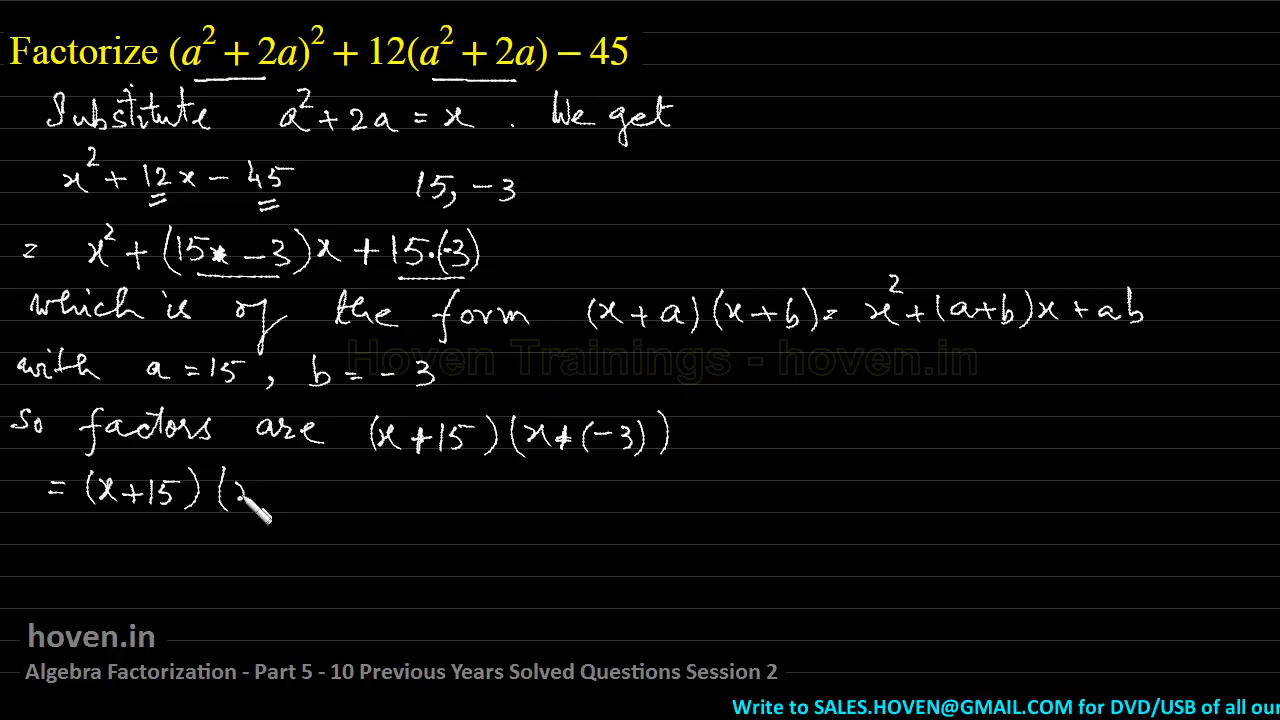 Factorize (a² + 2a)² + 12(a² + 2a) − 45
Substitute a² + 2a = x . We get
x² + 12x − 45 15, −3
= x² + (15 − 3)x + 15.(−3)
which is of the form (x + a)(x + b) = x² + (a + b)x + ab
Hoven Trainings - hoven.in
with a = 15, b = −3
So factors are (x + 15)(x + (−3))
= (x + 15)(
hoven.in
Algebra Factorization - Part 5 - 10 Previous Years Solved Questions Session 2
Write to SALES.HOVEN@GMAIL.COM for DVD/USB of all our